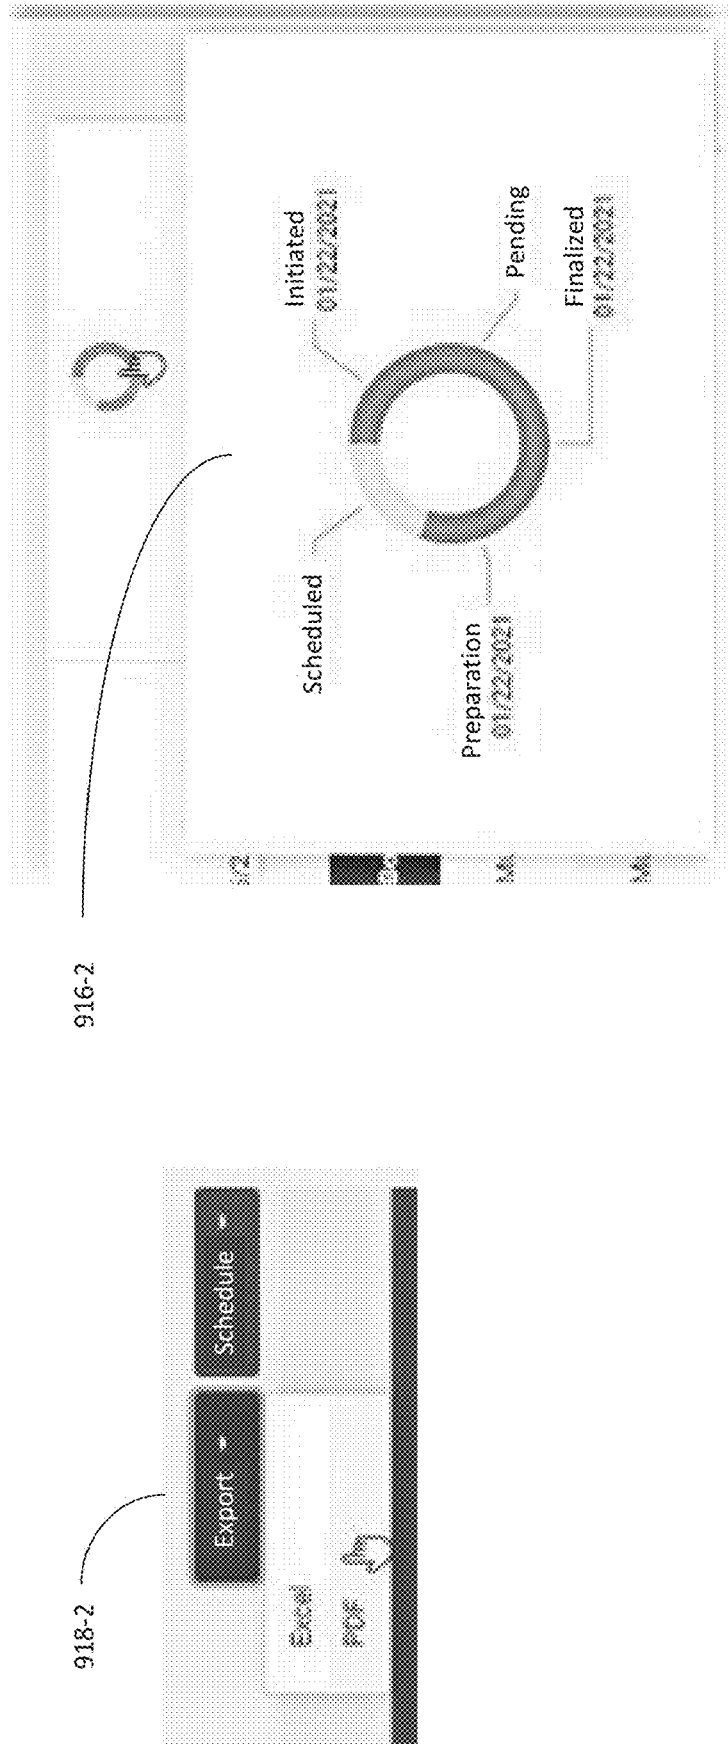 918-2
Export
Schedule
Excel
PDF
916-2
Initiated
01/22/2021
Scheduled
Pending
Preparation
01/22/2021
Finalized
01/22/2021